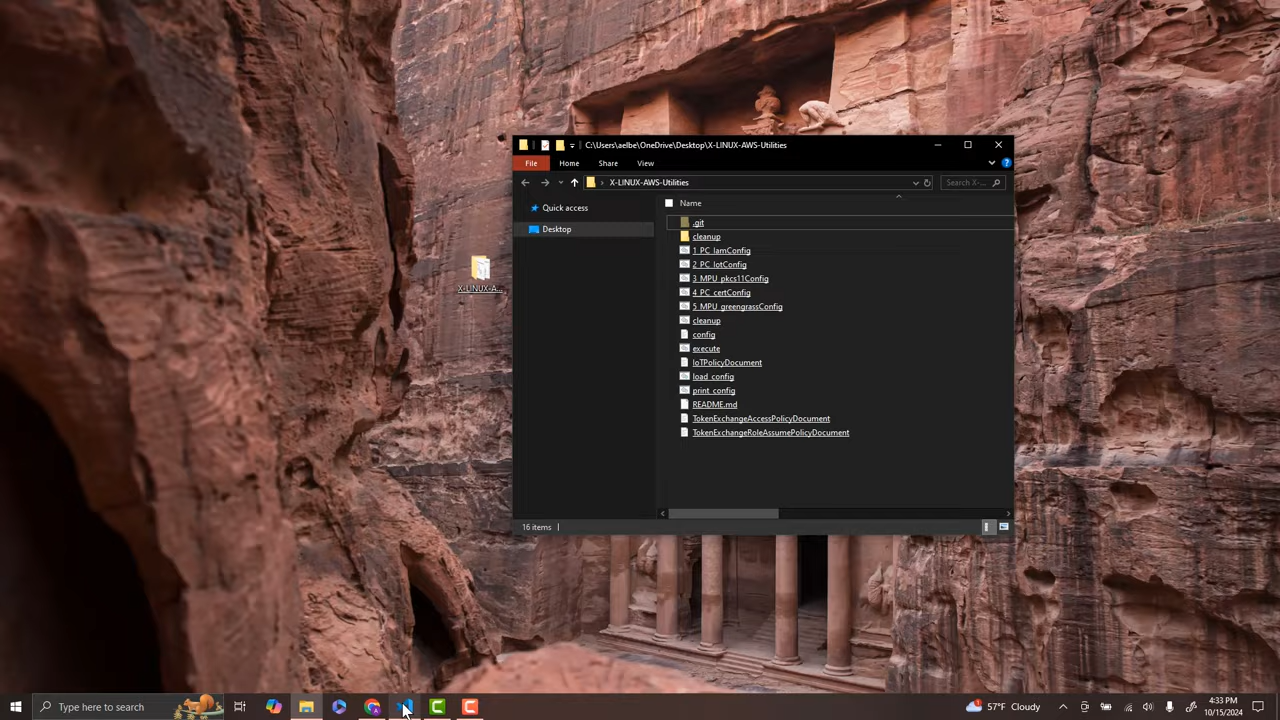 C:\Users\aelbe\OneDrive\Desktop\X-LINUX-AWS-Utilities
File Home Share View
X-LINUX-AWS-Utilities
Search X-...
Quick access
Desktop
Name
.git
cleanup
1_PC_IamConfig
2_PC_IotConfig
3_MPU_pkcs11Config
4_PC_certConfig
5_MPU_greengrassConfig
cleanup
config
execute
IoTPolicyDocument
load_config
print_config
README.md
TokenExchangeAccessPolicyDocument
TokenExchangeRoleAssumePolicyDocument
16 items
X-LINUX-A...
Type here to search
57°F Cloudy
4:33 PM
10/15/2024